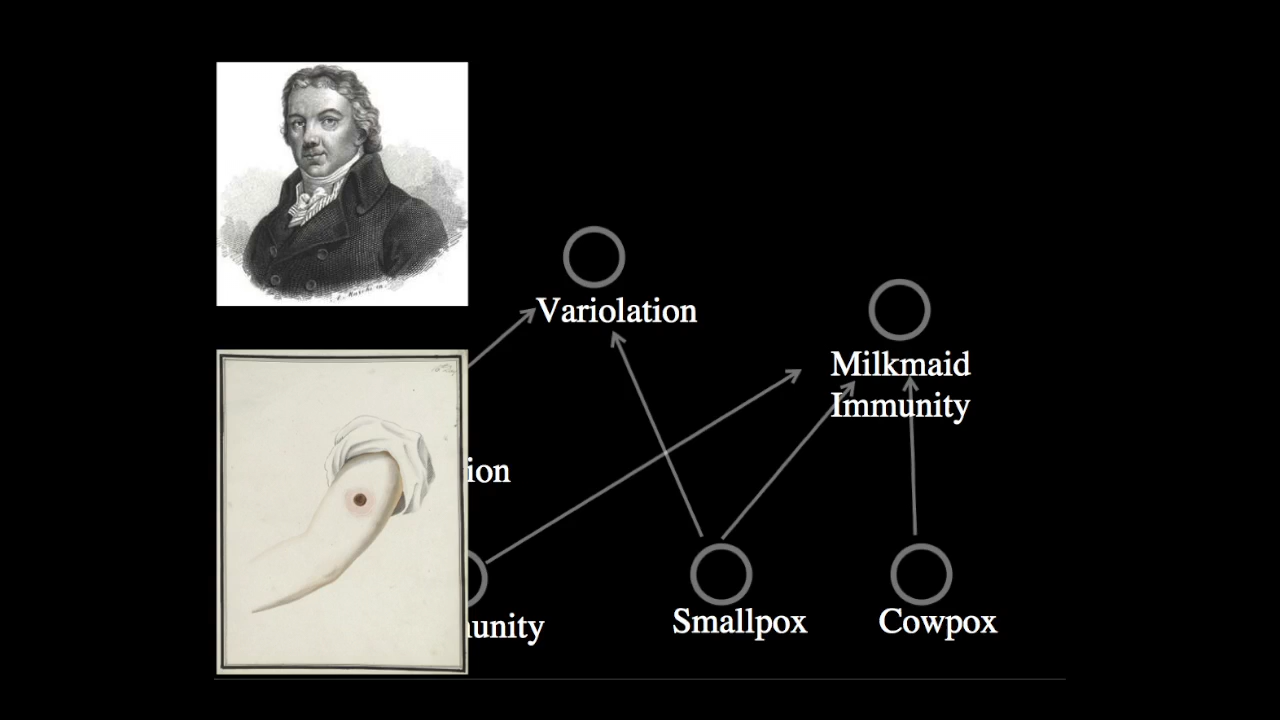 Variolation
Milkmaid
Immunity
ion
unity
Smallpox
Cowpox